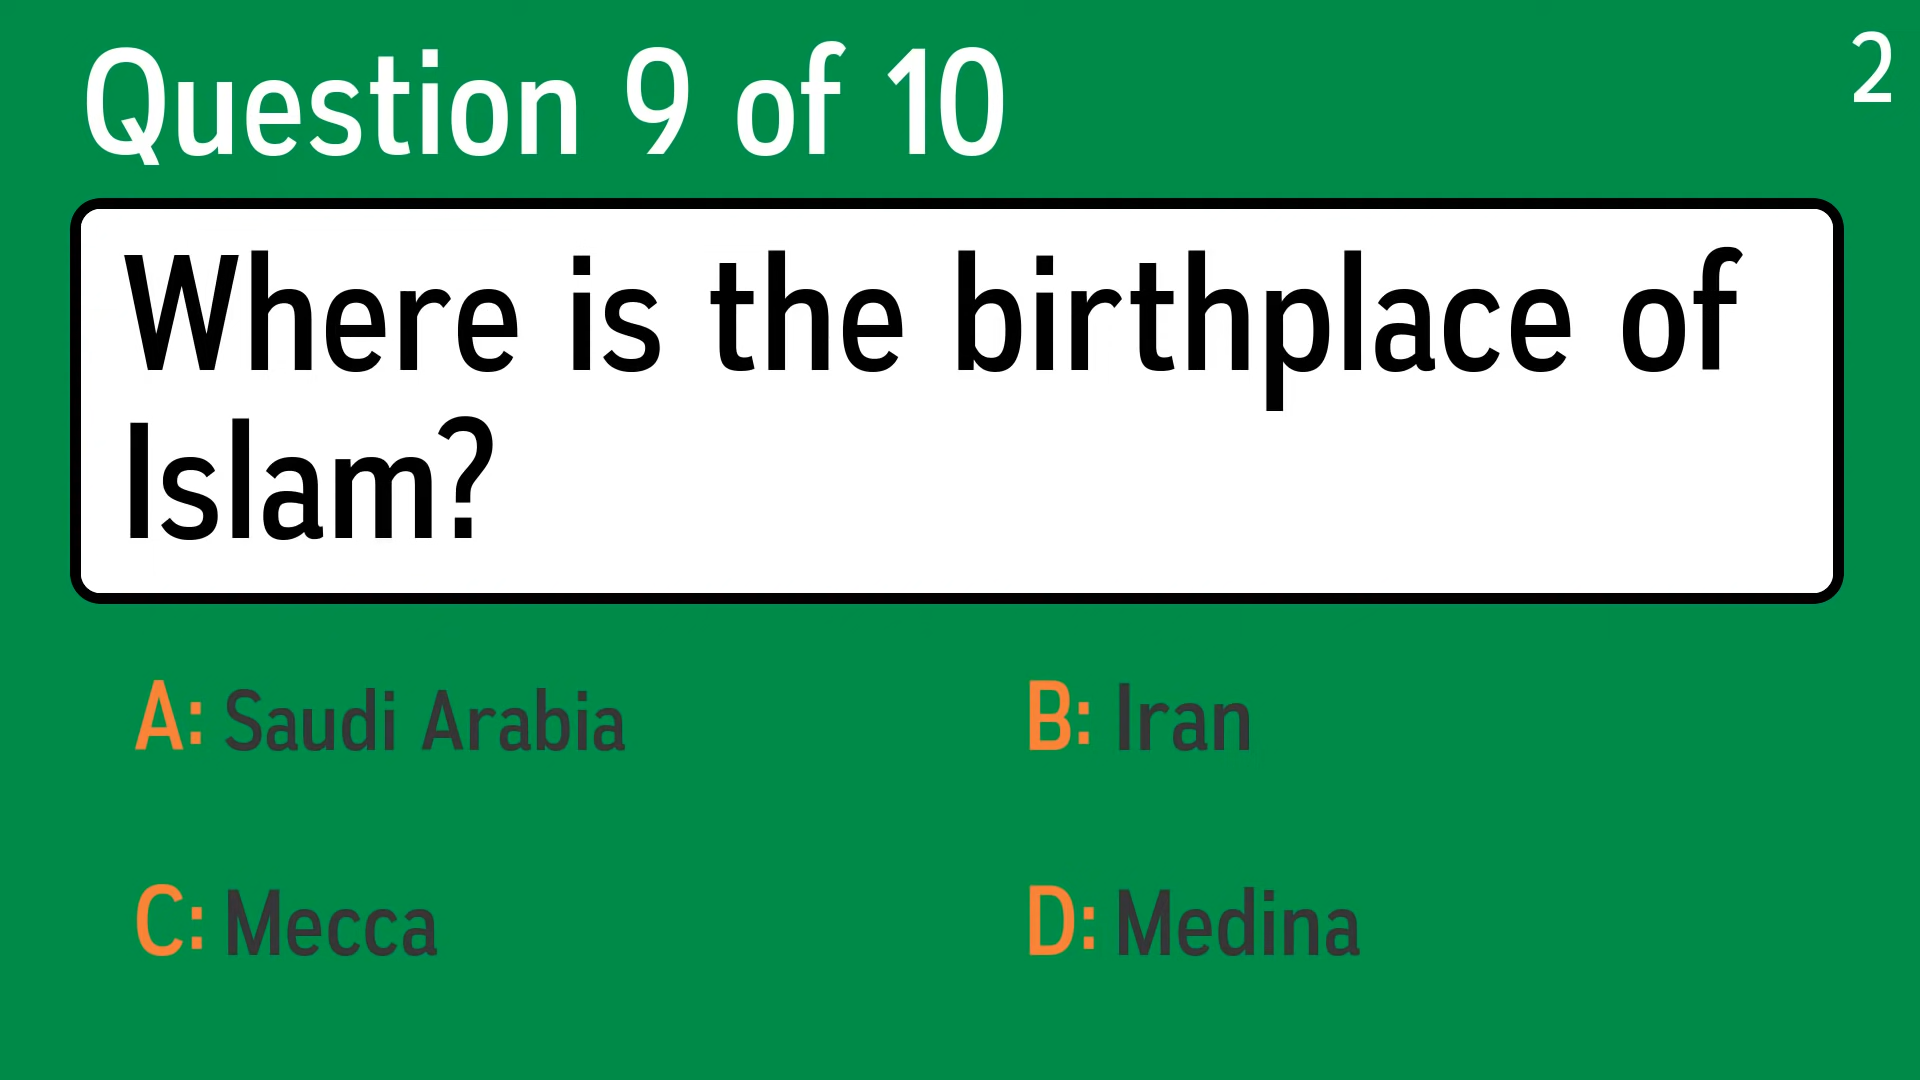 Question 9 of 10
2
Where is the birthplace of
Islam?
A: Saudi Arabia
B: Iran
C: Mecca
D: Medina